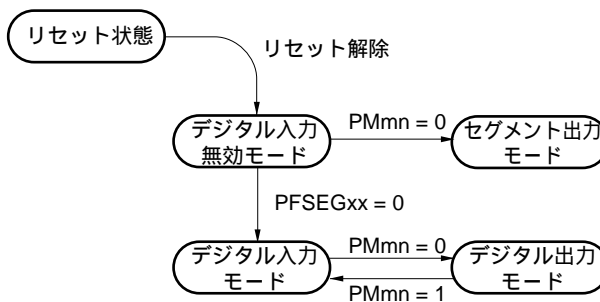 リセット状態
リセット解除
デジタル入力
無効モード
PMmn = 0
セグメント出力
モード
PFSEGxx = 0
デジタル入力
モード
PMmn = 0
PMmn = 1
デジタル出力
モード